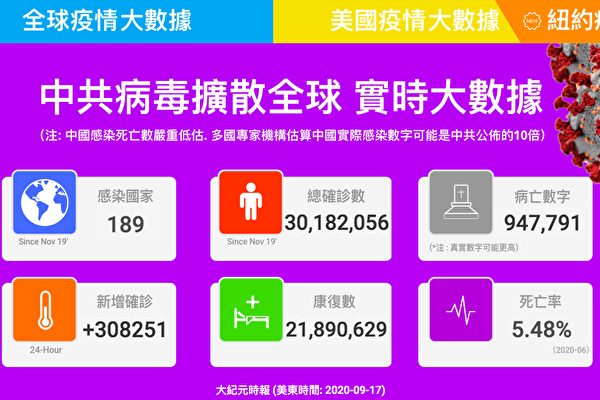 全球疫情大數據
美國疫情大數據
NEW 紐約
中共病毒擴散全球 實時大數據
（注: 中國感染死亡數嚴重低估. 多國專家機構估算中國實際感染數字可能是中共公佈的10倍）
感染國家
189
Since Nov 19'
總確診數
30,182,056
Since Nov 19'
病亡數字
947,791
(*注 : 真實數字可能更高)
新增確診
+308251
24-Hour
康復數
21,890,629
死亡率
5.48%
(2020-06)
大紀元時報 (美東時間: 2020-09-17)